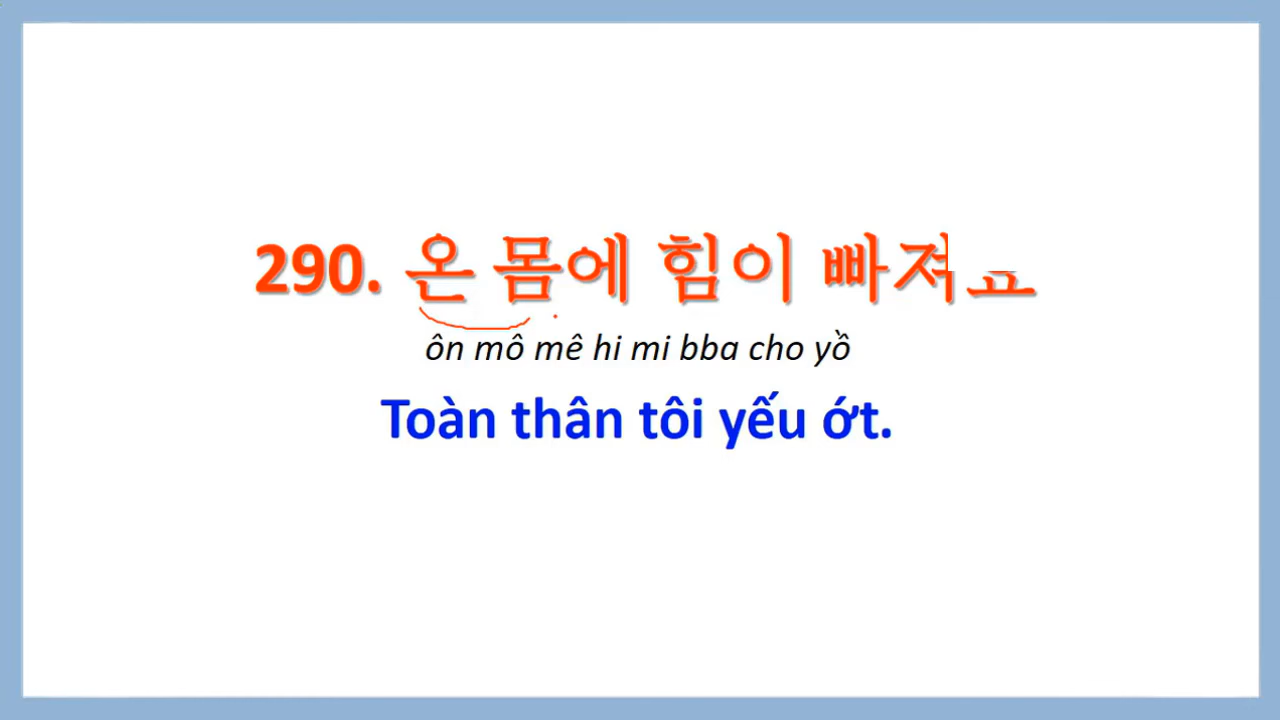 290. 온 몸에 힘이 빠져요
ôn mô mê hi mi bba cho yồ
Toàn thân tôi yếu ớt.